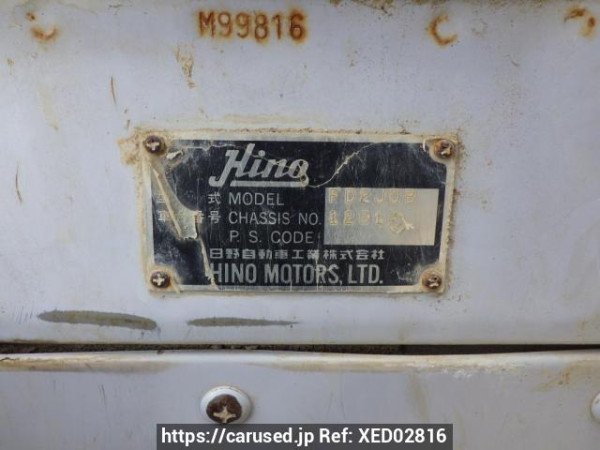 M99816 C
Hino
式 MODEL
番号 CHASSIS NO.
P. S. CODE
日野自動車工業株式会社
HINO MOTORS, LTD.
https://carused.jp Ref: XED02816